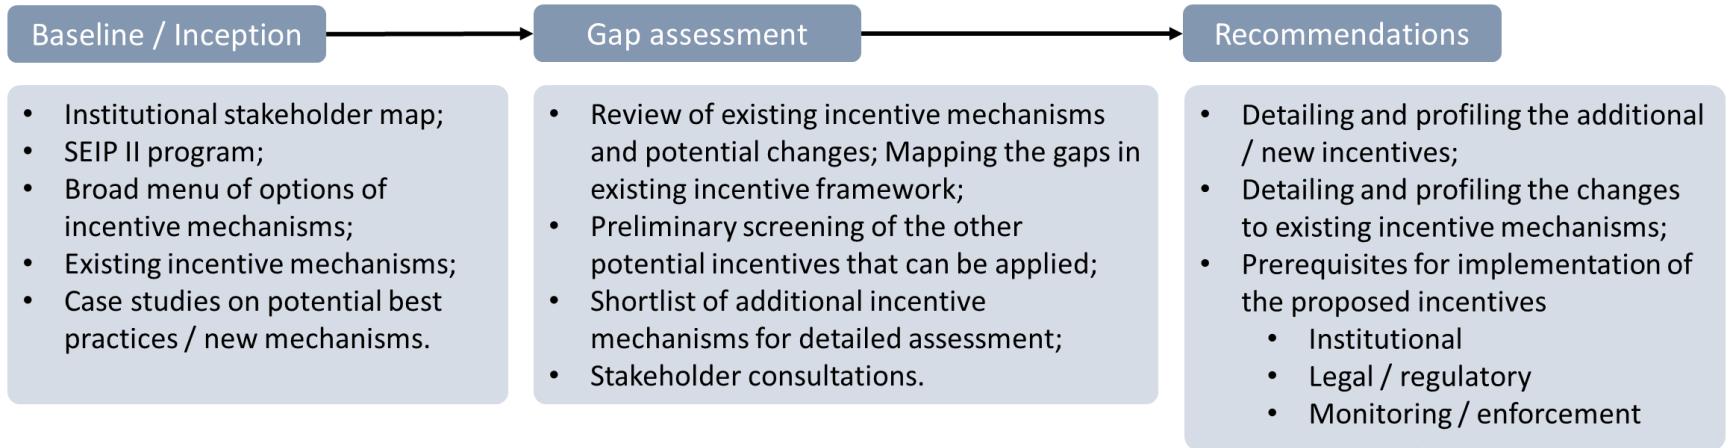 Baseline / Inception
Gap assessment
Recommendations
• Institutional stakeholder map;
• SEIP II program;
• Broad menu of options of
incentive mechanisms;
• Existing incentive mechanisms;
• Case studies on potential best
practices / new mechanisms.
• Review of existing incentive mechanisms
and potential changes; Mapping the gaps in
existing incentive framework;
• Preliminary screening of the other
potential incentives that can be applied;
• Shortlist of additional incentive
mechanisms for detailed assessment;
• Stakeholder consultations.
• Detailing and profiling the additional
/ new incentives;
• Detailing and profiling the changes
to existing incentive mechanisms;
• Prerequisites for implementation of
the proposed incentives
• Institutional
• Legal / regulatory
• Monitoring / enforcement